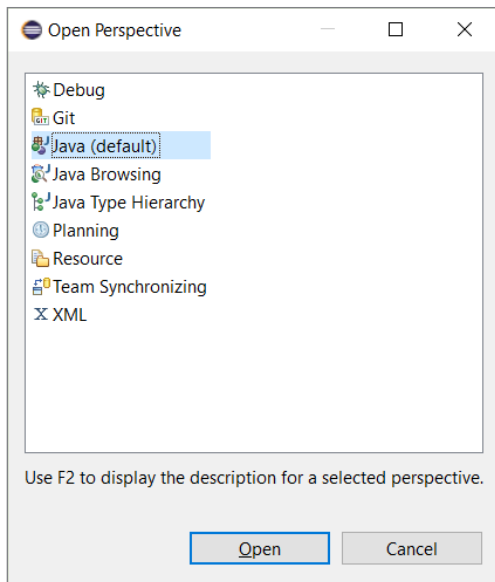 Open Perspective
Debug
Git
Java (default)
Java Browsing
Java Type Hierarchy
Planning
Resource
Team Synchronizing
X XML
Use F2 to display the description for a selected perspective.
Open
Cancel